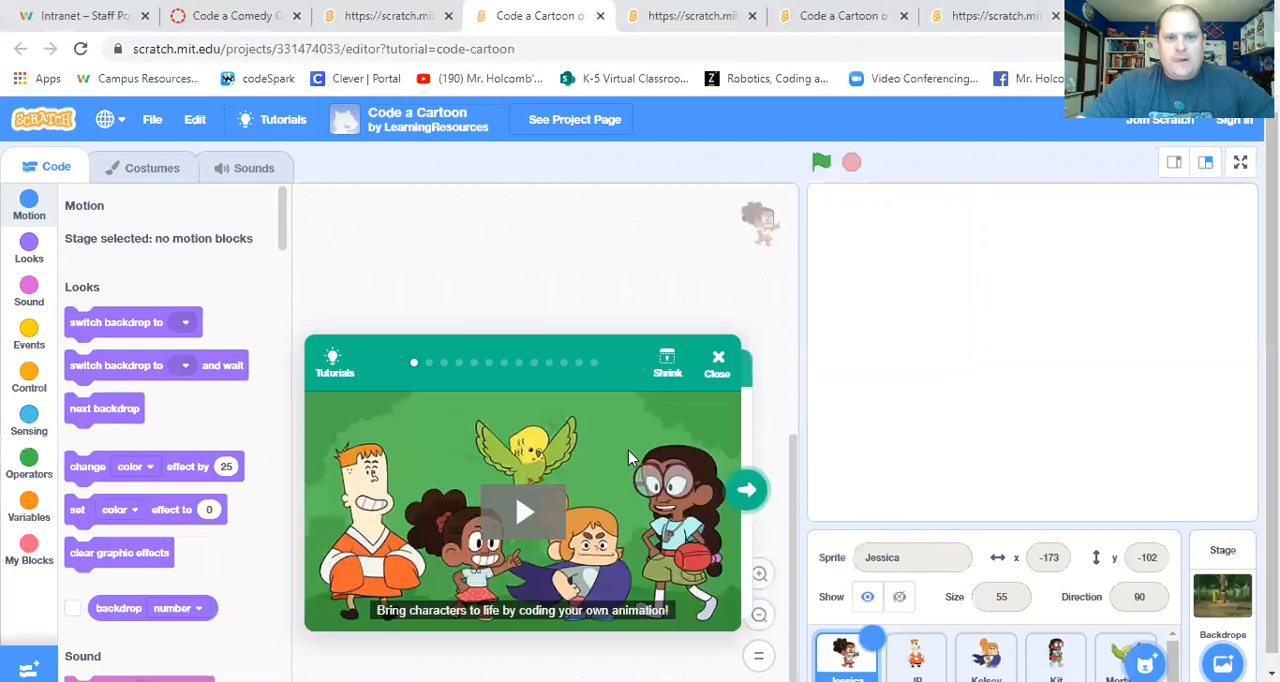 Intranet – Staff Po
Code a Comedy G
https://scratch.mi
Code a Cartoon o
https://scratch.mi
Code a Cartoon o
https://scratch.m
scratch.mit.edu/projects/331474033/editor?tutorial=code-cartoon
Apps
Campus Resources...
codeSpark
Clever | Portal
(190) Mr. Holcomb'...
K-5 Virtual Classroo...
Robotics, Coding a...
Video Conferencing...
Mr. Holco
SCRATCH
File
Edit
Tutorials
Code a Cartoon
by LearningResources
See Project Page
Join Scratch
Sign in
Code
Costumes
Sounds
Motion
Looks
Sound
Events
Control
Sensing
Operators
Variables
My Blocks
Motion
Stage selected: no motion blocks
Looks
switch backdrop to
switch backdrop to and wait
next backdrop
change color effect by 25
set color effect to 0
clear graphic effects
backdrop number
Sound
Tutorials
Shrink
Close
Bring characters to life by coding your own animation!
Sprite Jessica x -173 y -102
Show Size 55 Direction 90
Jessica
JP
Kelsey
Kit
Stage
Backdrops